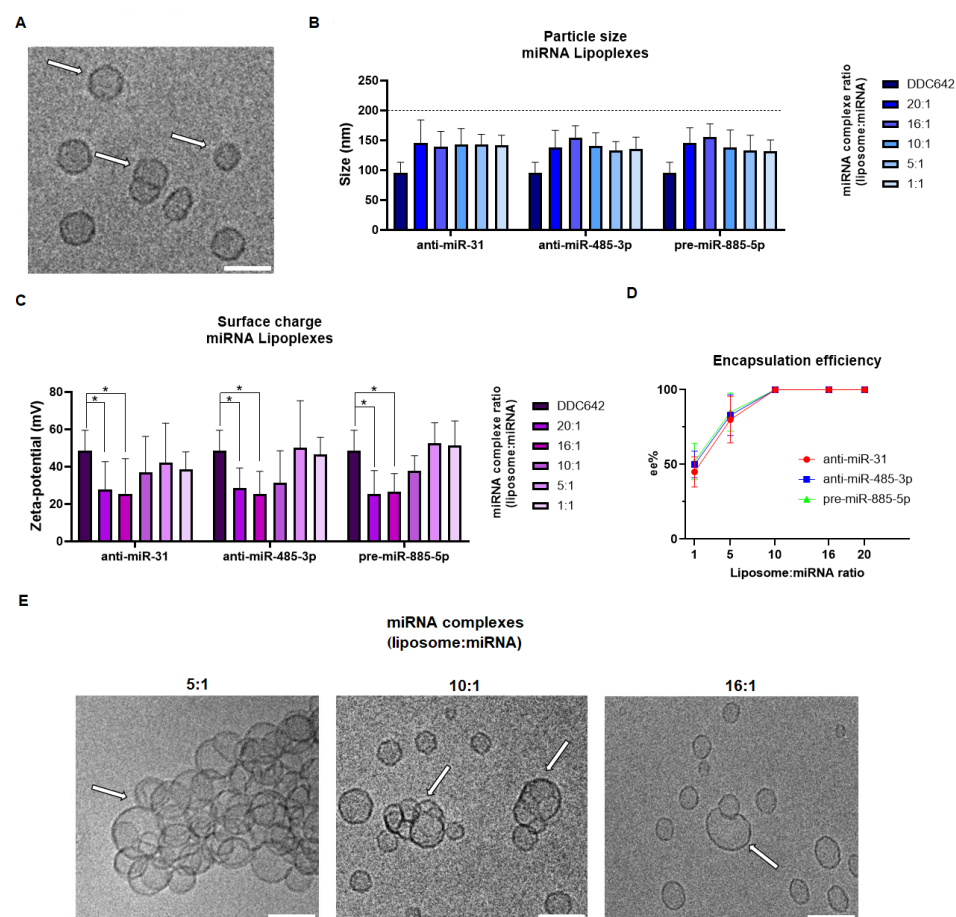 A
B
Particle size
miRNA Lipoplexes
250
200
150
100
50
0
Size (nm)
anti-miR-31
anti-miR-485-3p
pre-miR-885-5p
miRNA complexe ratio
(liposome:miRNA)
DDC642
20:1
16:1
10:1
5:1
1:1
C
Surface charge
miRNA Lipoplexes
80
60
40
20
0
Zeta-potential (mV)
* * * * * *
anti-miR-31
anti-miR-485-3p
pre-miR-885-5p
miRNA complexe ratio
(liposome:miRNA)
DDC642
20:1
16:1
10:1
5:1
1:1
D
Encapsulation efficiency
100
50
0
ee%
anti-miR-31
anti-miR-485-3p
pre-miR-885-5p
1 5 10 16 20
Liposome:miRNA ratio
E
miRNA complexes
(liposome:miRNA)
5:1
10:1
16:1